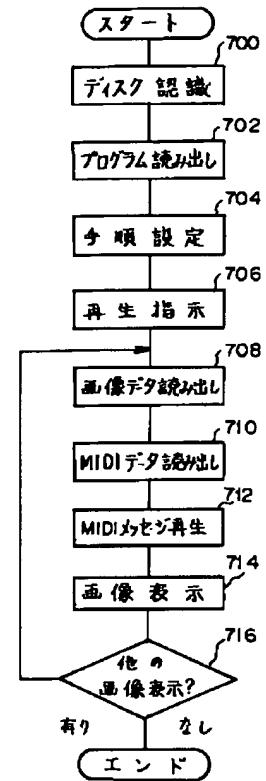 スタート
700
ディスク 認識
702
プログラム読み出し
704
手順設定
706
再生指示
708
画像データ読み出し
710
MIDIデータ読み出し
712
MIDIメッセージ再生
714
画像表示
716
他の
画像表示?
有り
なし
エンド